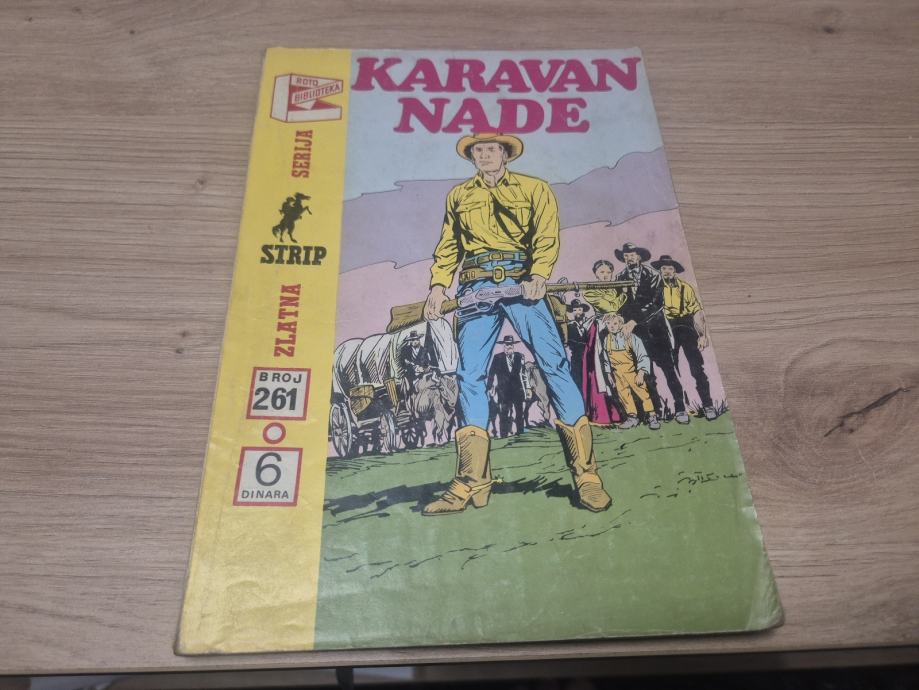 ROTO
BIBLIOTEKA
KARAVAN
NADE
ZLATNA
STRIP
SERIJA
BROJ
261
6
DINARA